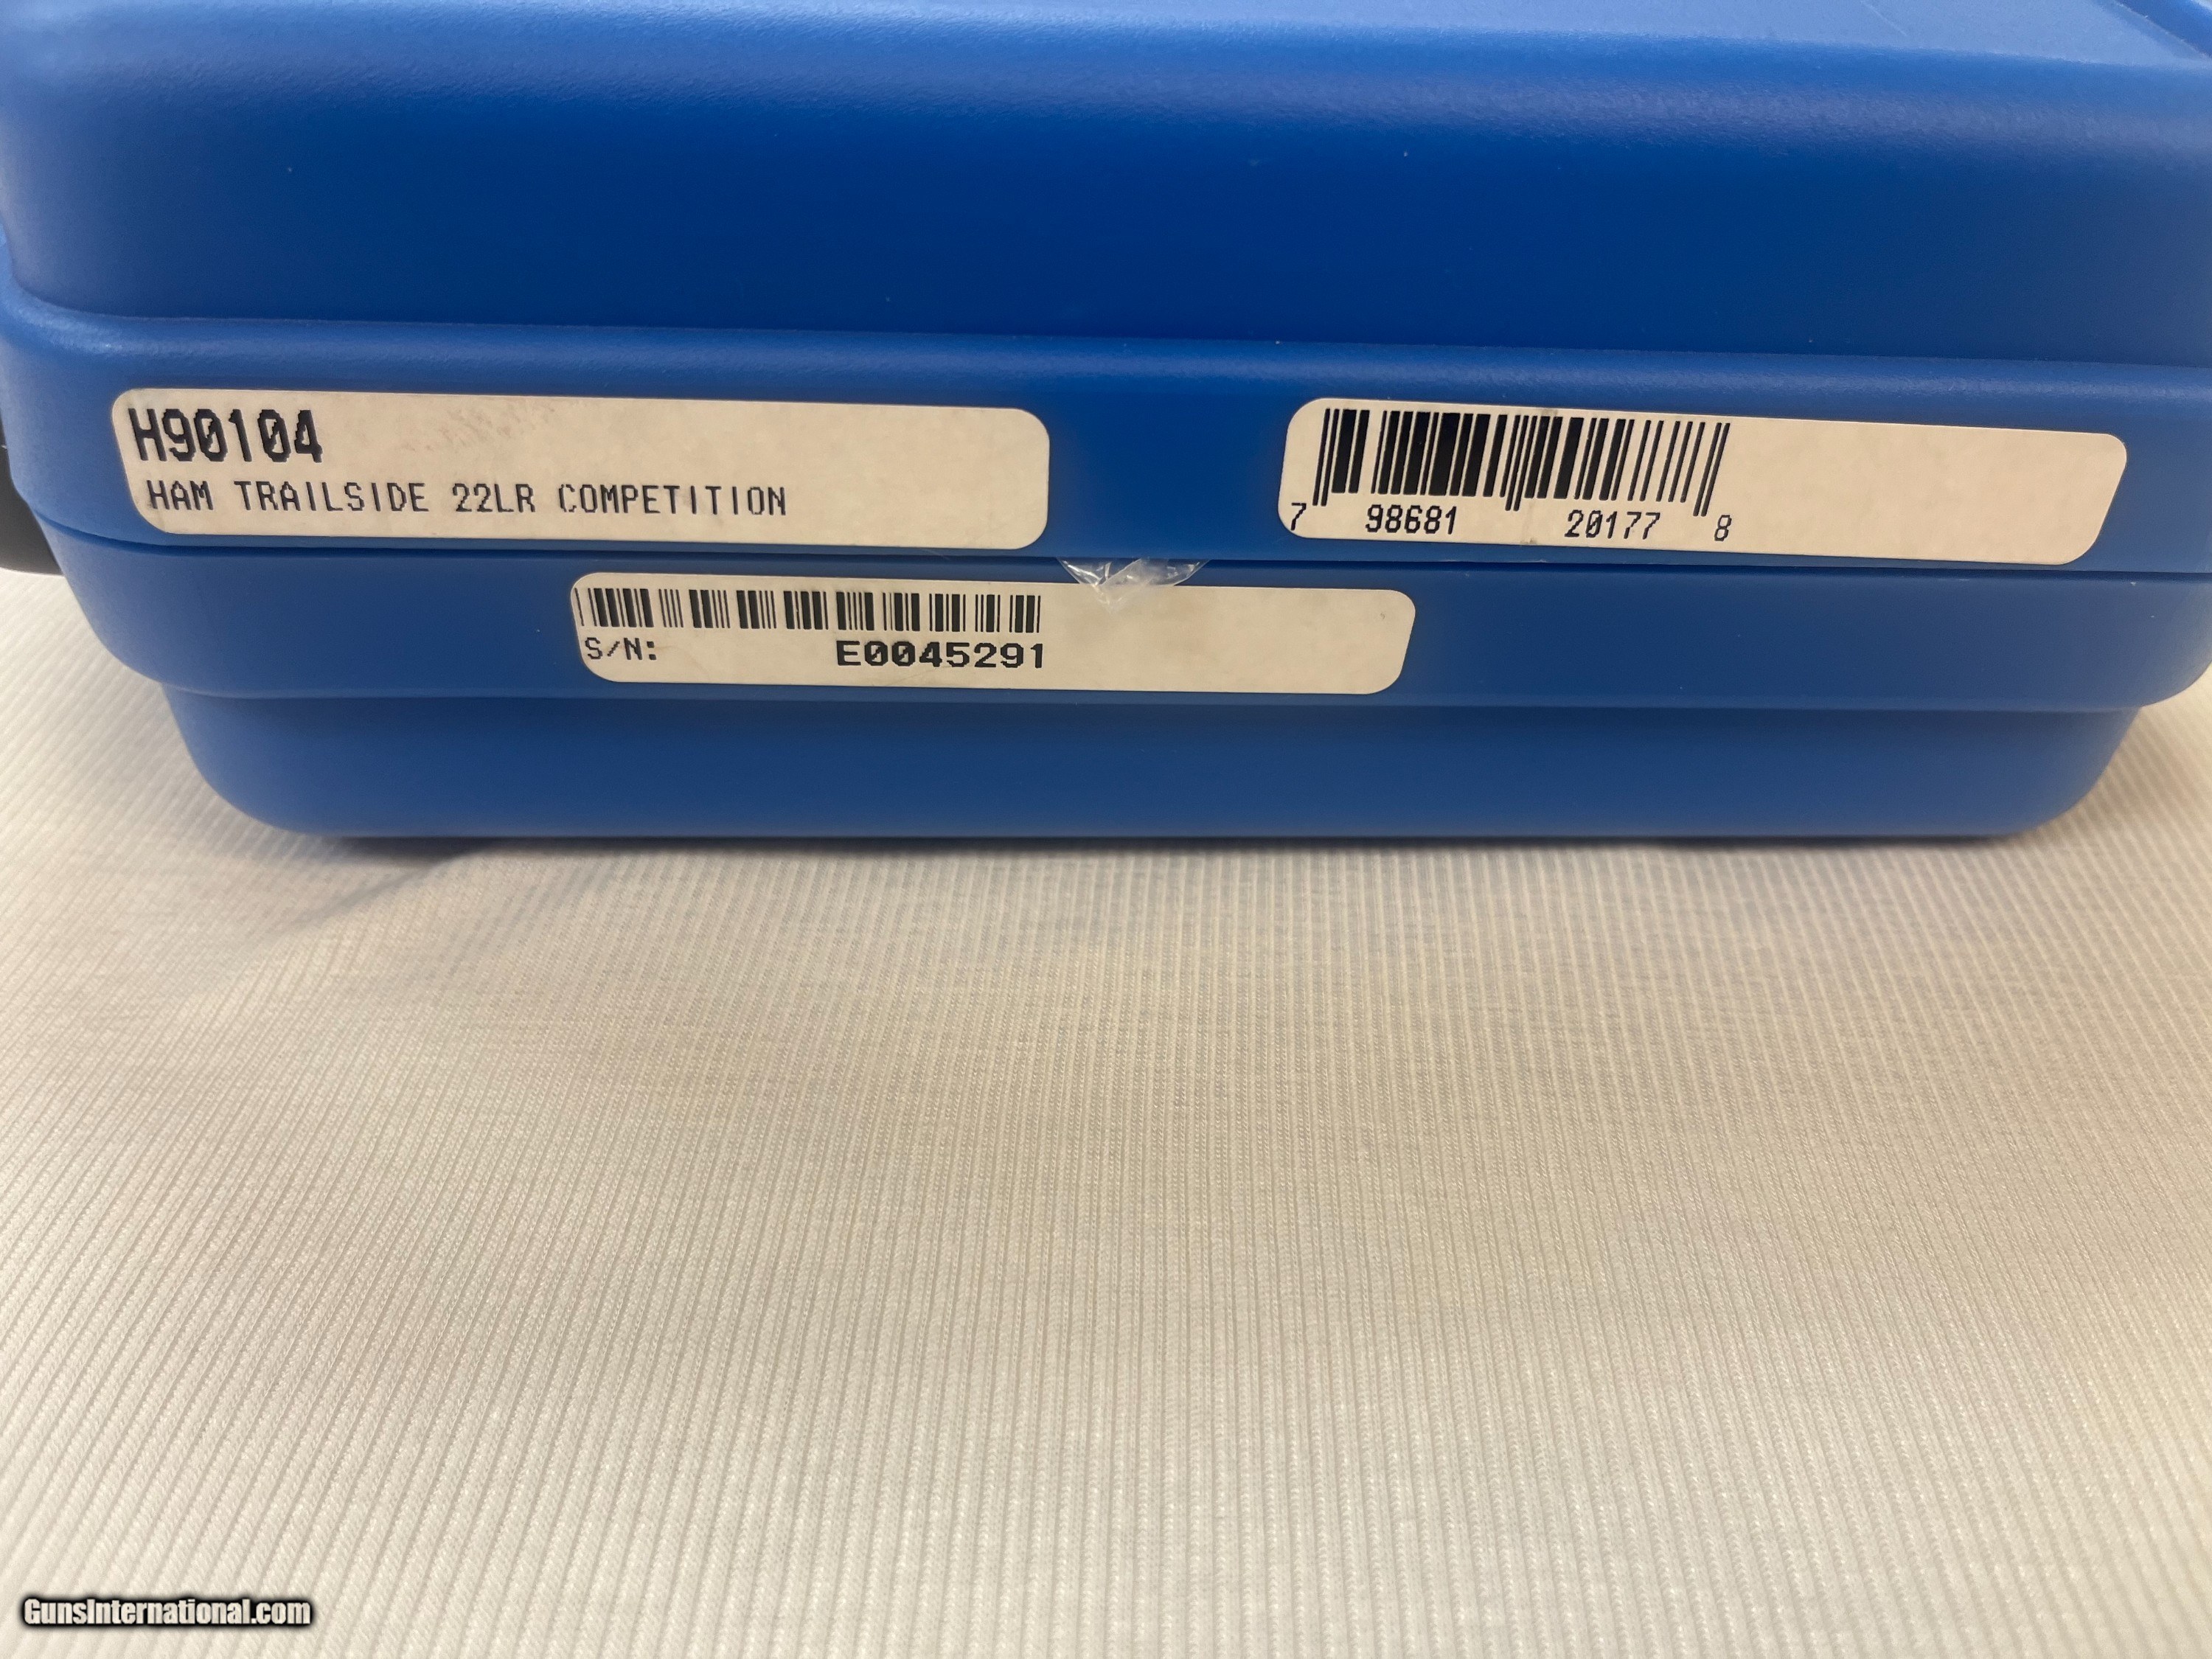 H90104
HAM TRAILSIDE 22LR COMPETITION
7 98681 20177 8
S/N: E0045291
GunsInternational.com